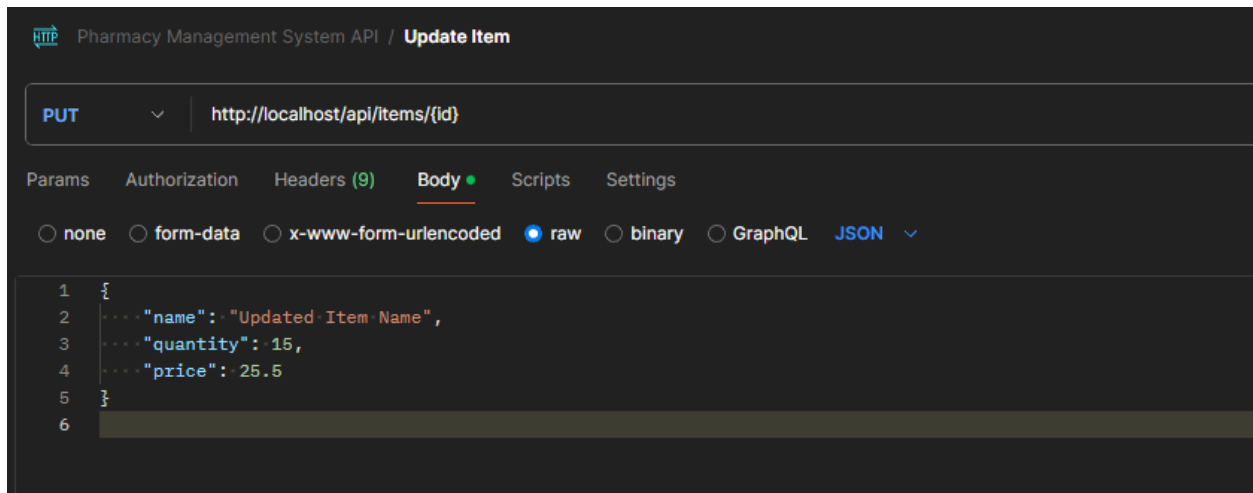 HTTP Pharmacy Management System API / Update Item
PUT http://localhost/api/items/{id}
Params Authorization Headers (9) Body Scripts Settings
none form-data x-www-form-urlencoded raw binary GraphQL JSON
1 {
2 "name": "Updated Item Name",
3 "quantity": 15,
4 "price": 25.5
5 }
6